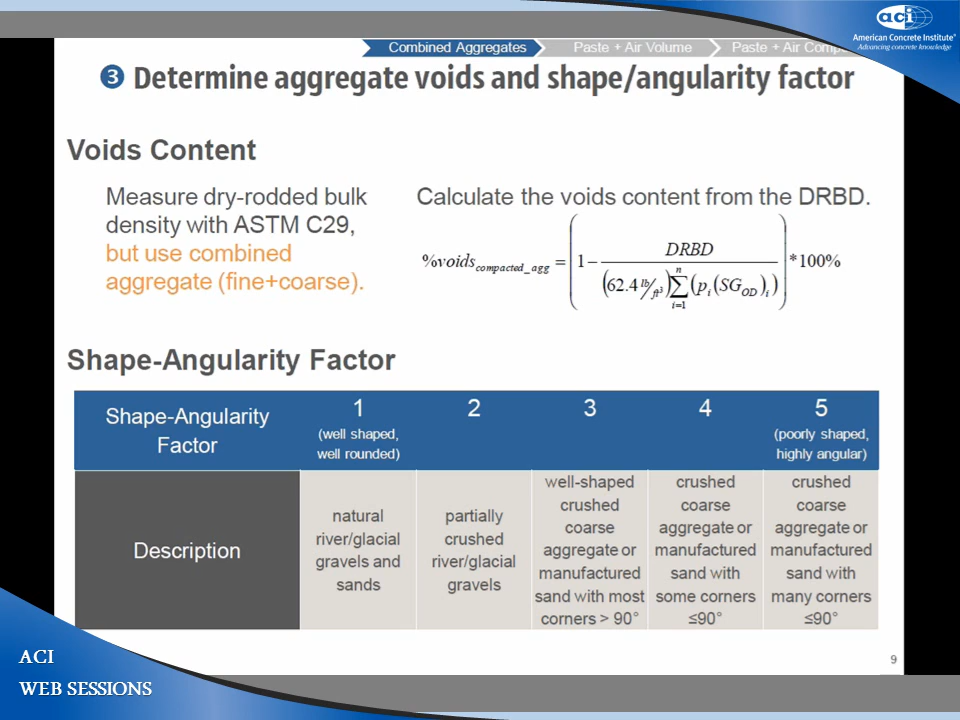 aci
American Concrete Institute®
Advancing concrete knowledge
Combined Aggregates
Paste + Air Volume
Paste + Air
❸ Determine aggregate voids and shape/angularity factor
Voids Content
Measure dry-rodded bulk
density with ASTM C29,
but use combined
aggregate (fine+coarse).
Calculate the voids content from the DRBD.
%voids_{compacted_agg} = (1 − DRBD / ((62.4 lb/ft³) ∑_{i=1}^{n} (p_i (SG_{OD})_i))) *100%
Shape-Angularity Factor
Shape-Angularity
Factor
1
(well shaped,
well rounded)
2
3
4
5
(poorly shaped,
highly angular)
Description
natural
river/glacial
gravels and
sands
partially
crushed
river/glacial
gravels
well-shaped
crushed
coarse
aggregate or
manufactured
sand with most
corners > 90°
crushed
coarse
aggregate or
manufactured
sand with
some corners
≤90°
crushed
coarse
aggregate or
manufactured
sand with
many corners
≤90°
9
ACI
WEB SESSIONS